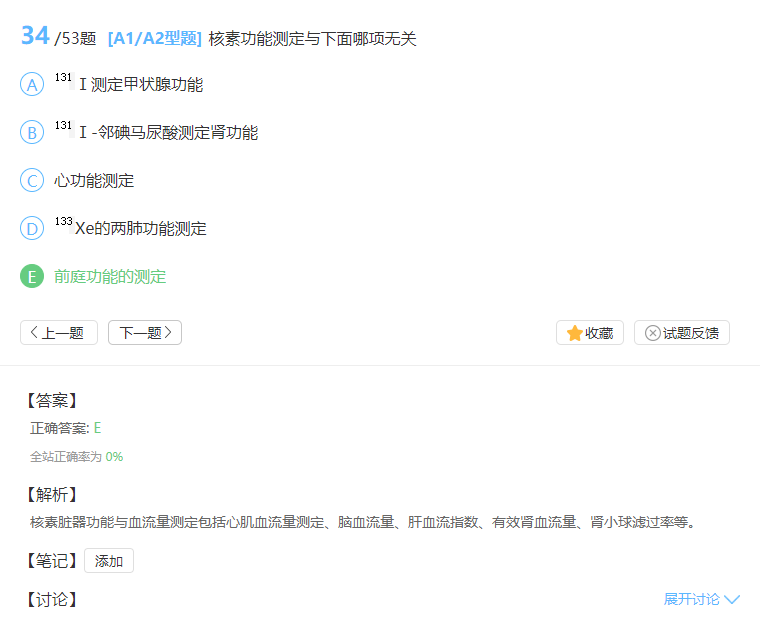 34 /53题 [A1/A2型题] 核素功能测定与下面哪项无关
A 131 I 测定甲状腺功能
B 131 I -邻碘马尿酸测定肾功能
C 心功能测定
D 133Xe的两肺功能测定
E 前庭功能的测定
上一题 下一题 收藏 试题反馈
【答案】
正确答案: E
全站正确率为 0%
【解析】
核素脏器功能与血流量测定包括心肌血流量测定、脑血流量、肝血流指数、有效肾血流量、肾小球滤过率等。
【笔记】 添加
【讨论】 展开讨论